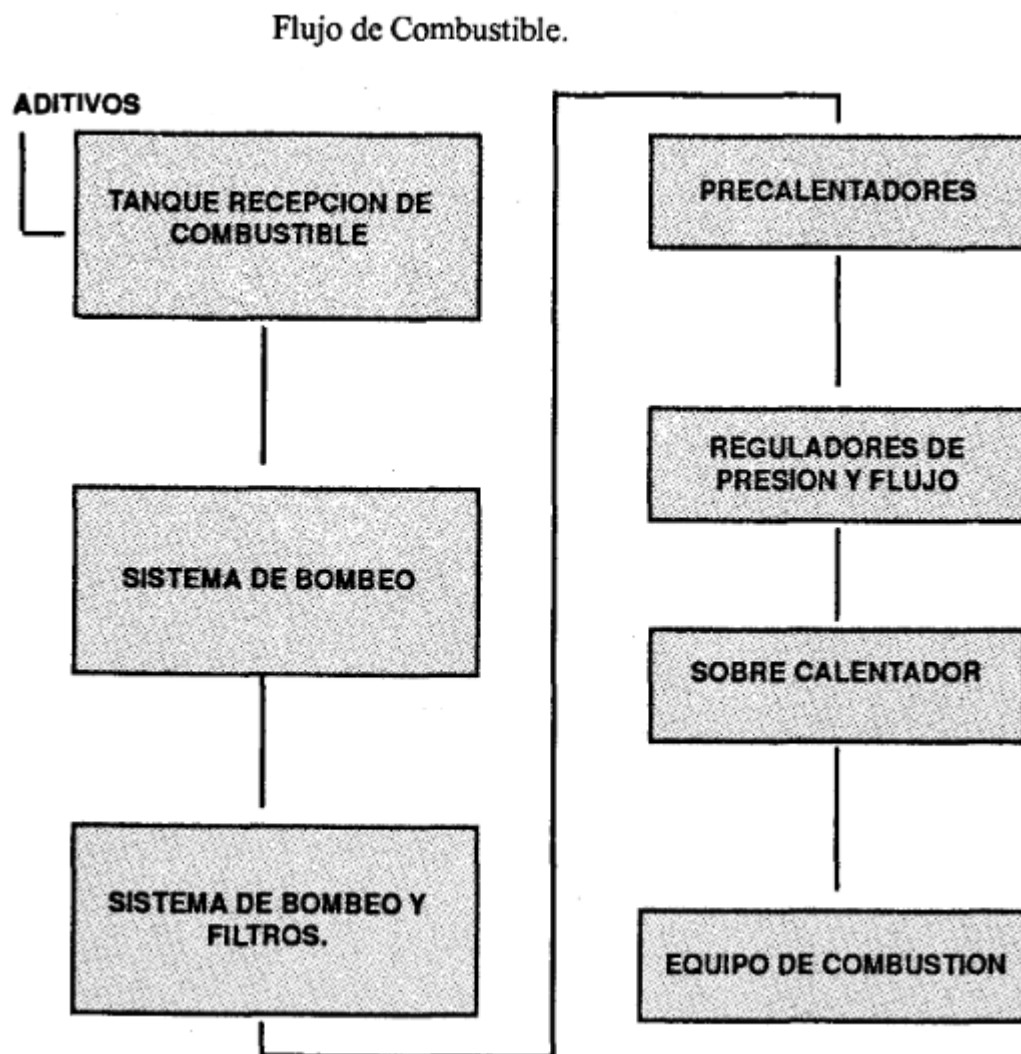 Flujo de Combustible.
ADITIVOS
TANQUE RECEPCION DE
COMBUSTIBLE
SISTEMA DE BOMBEO
SISTEMA DE BOMBEO Y
FILTROS.
PRECALENTADORES
REGULADORES DE
PRESION Y FLUJO
SOBRE CALENTADOR
EQUIPO DE COMBUSTION